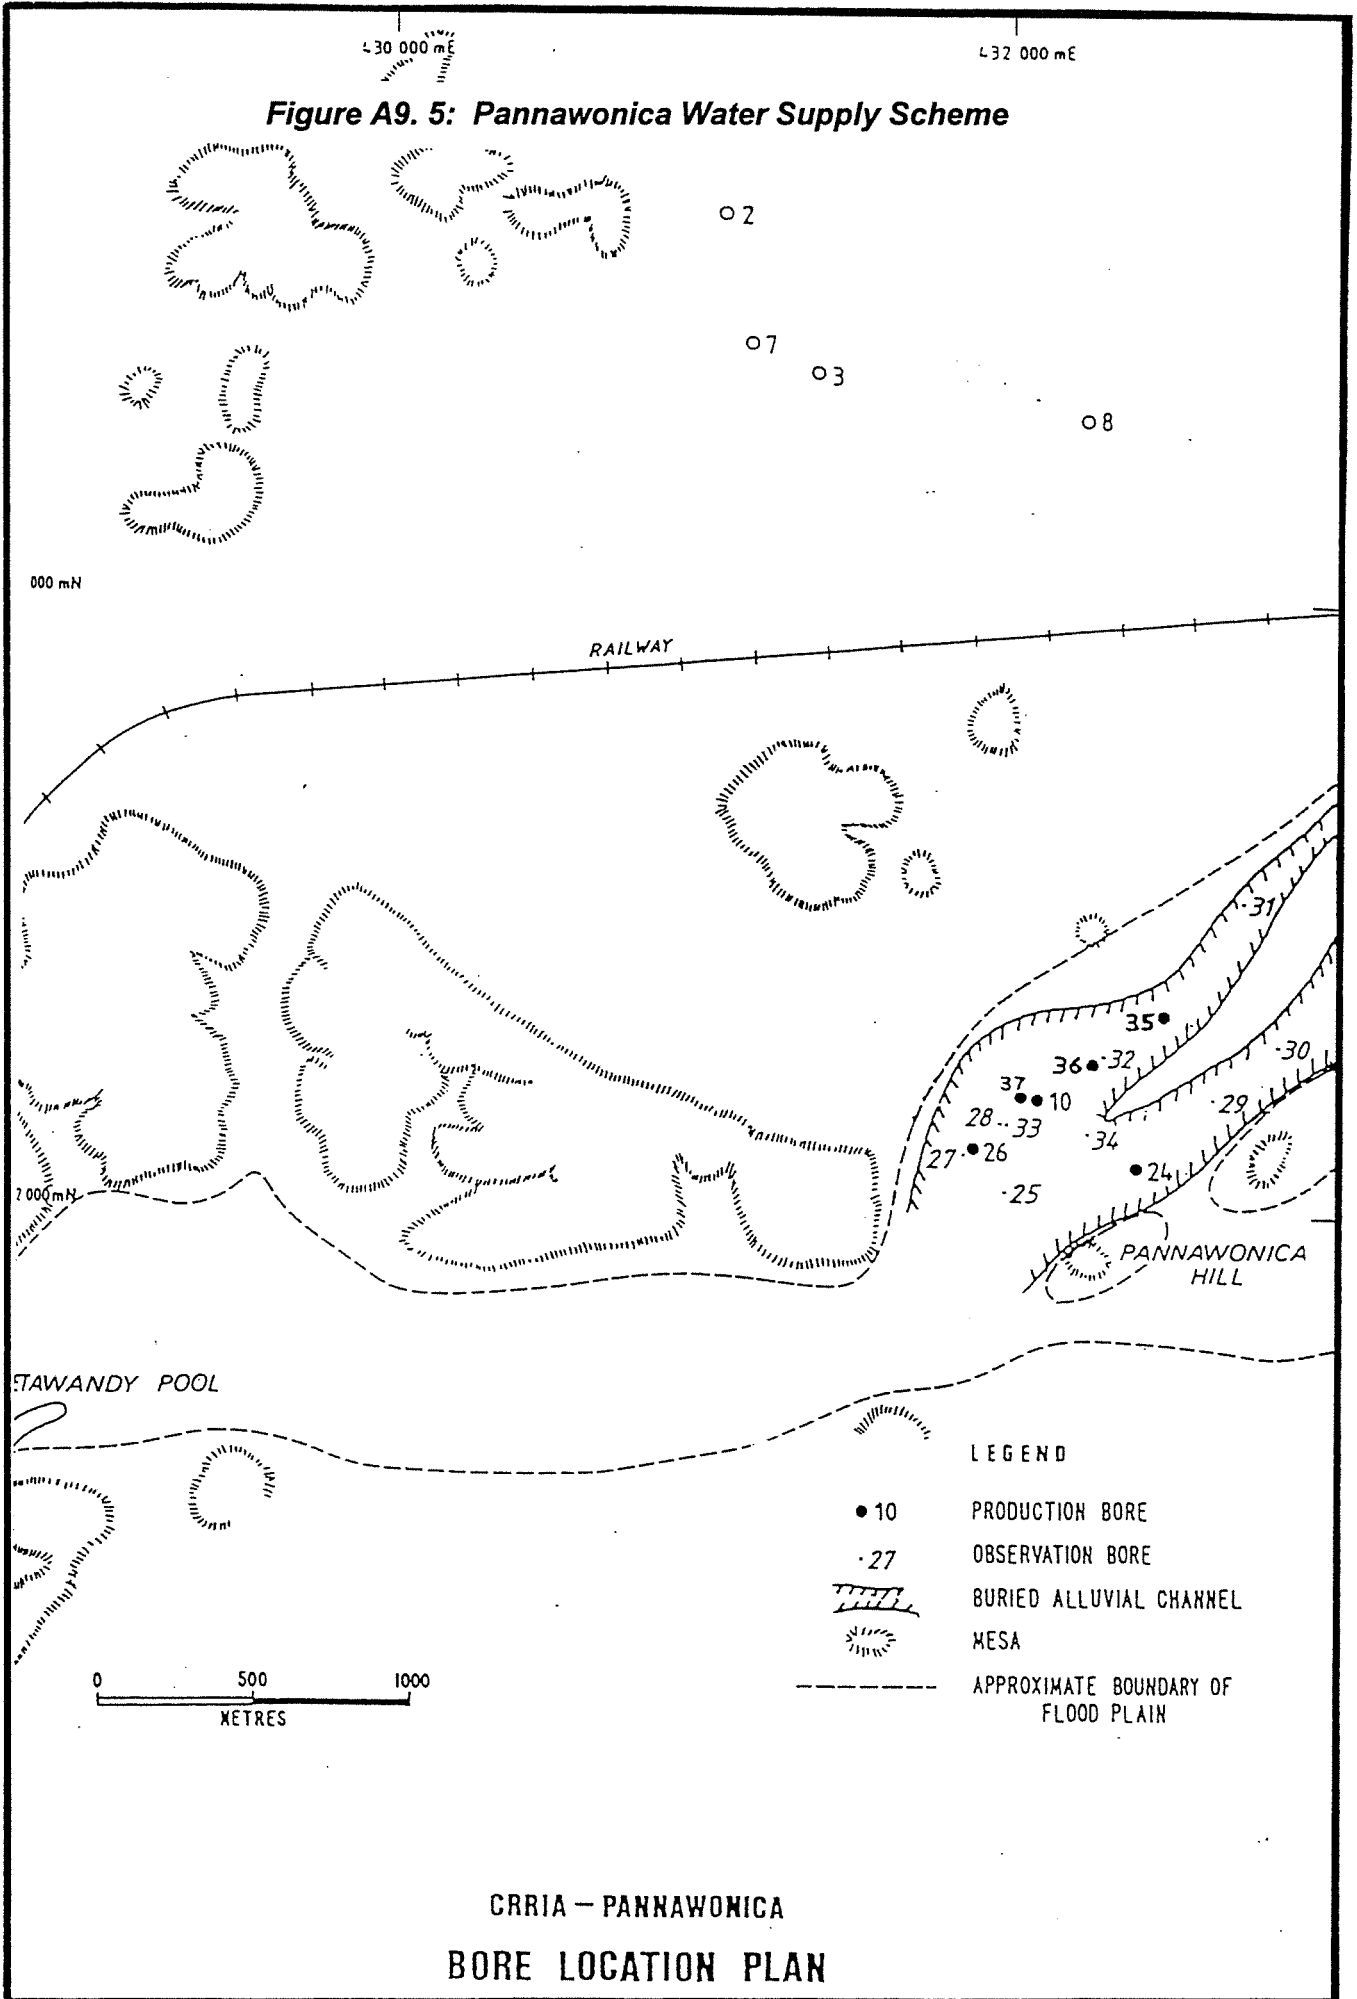 430 000 mE
432 000 mE
Figure A9. 5: Pannawonica Water Supply Scheme
2
7
3
8
000 mN
RAILWAY
31
35
36
32
30
37
10
29
28
33
34
27
26
24
25
2 000 mN
PANNAWONICA
HILL
TAWANDY POOL
LEGEND
10 PRODUCTION BORE
27 OBSERVATION BORE
BURIED ALLUVIAL CHANNEL
MESA
APPROXIMATE BOUNDARY OF
FLOOD PLAIN
0 500 1000
METRES
CRRIA – PANNAWONICA
BORE LOCATION PLAN